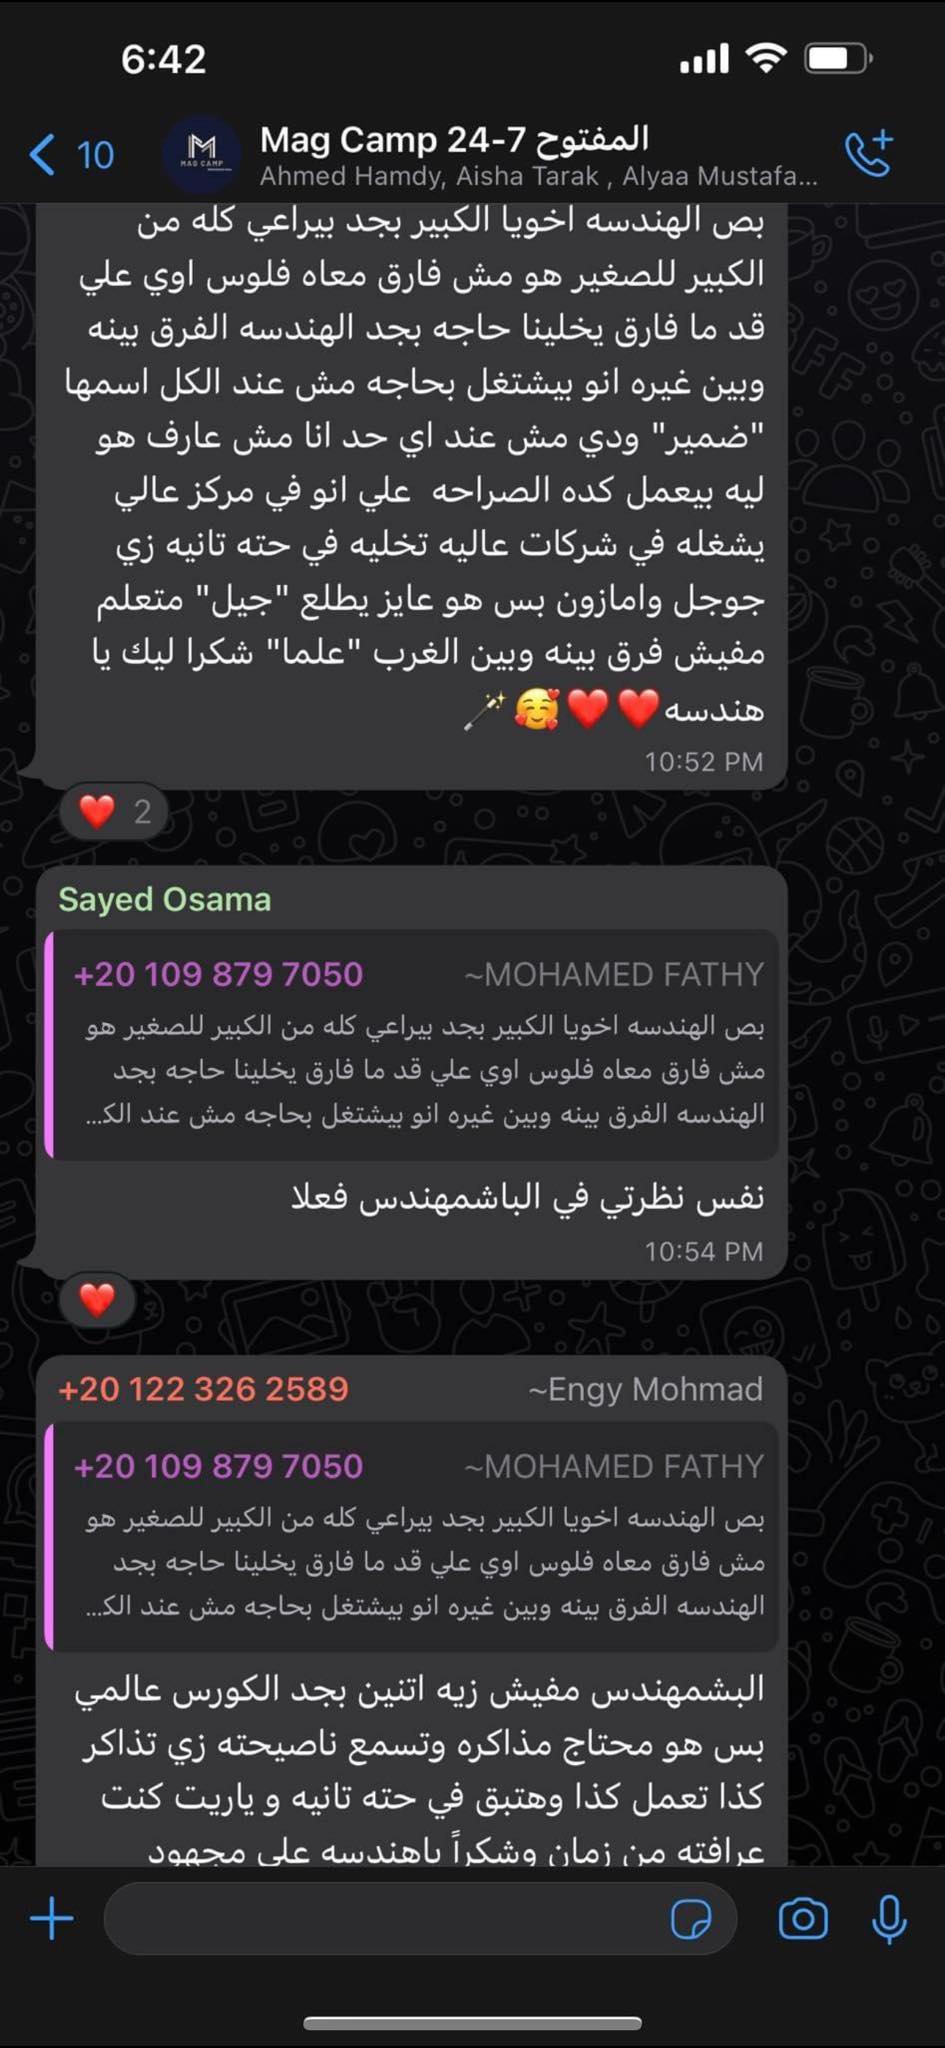 6:42
10
Mag Camp 24-7 المفتوح
Ahmed Hamdy, Aisha Tarak , Alyaa Mustafa...
MAG CAMP
بص الهندسه اخويا الكبير بجد بيراعي كله من
الكبير للصغير هو مش فارق معاه فلوس اوي علي
قد ما فارق يخلينا حاجه بجد الهندسه الفرق بينه
وبين غيره انو بيشتغل بحاجه مش عند الكل اسمها
"ضمير" ودي مش عند اي حد انا مش عارف هو
ليه بيعمل كده الصراحه علي انو في مركز عالي
يشغله في شركات عاليه تخليه في حته تانيه زي
جوجل وامازون بس هو عايز يطلع "جيل" متعلم
مفيش فرق بينه وبين الغرب "علما" شكرا ليك يا
هندسه❤️❤️🥰🪄
10:52 PM
❤️ 2
Sayed Osama
+20 109 879 7050 ~MOHAMED FATHY
بص الهندسه اخويا الكبير بجد بيراعي كله من الكبير للصغير هو
مش فارق معاه فلوس اوي علي قد ما فارق يخلينا حاجه بجد
الهندسه الفرق بينه وبين غيره انو بيشتغل بحاجه مش عند الكـ...
نفس نظرتي في الباشمهندس فعلا
10:54 PM
❤️
+20 122 326 2589 ~Engy Mohmad
+20 109 879 7050 ~MOHAMED FATHY
بص الهندسه اخويا الكبير بجد بيراعي كله من الكبير للصغير هو
مش فارق معاه فلوس اوي علي قد ما فارق يخلينا حاجه بجد
الهندسه الفرق بينه وبين غيره انو بيشتغل بحاجه مش عند الكـ...
البشمهندس مفيش زيه اتنين بجد الكورس عالمي
بس هو محتاج مذاكره وتسمع ناصيحته زي تذاكر
كذا تعمل كذا وهتبق في حته تانيه و ياريت كنت
عرافته من زمان وشكراً ياهندسه على مجهود